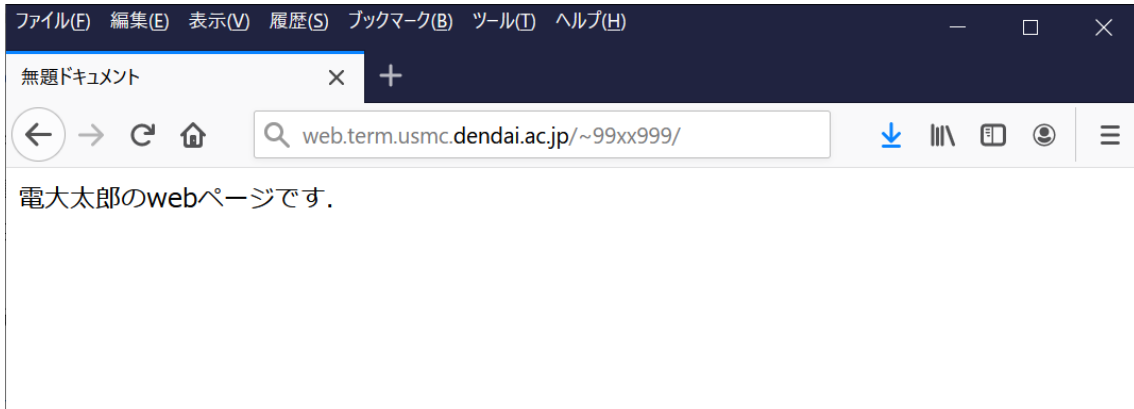 ファイル(F) 編集(E) 表示(V) 履歴(S) ブックマーク(B) ツール(T) ヘルプ(H)
無題ドキュメント
web.term.usmc.dendai.ac.jp/~99xx999/
電大太郎のwebページです.